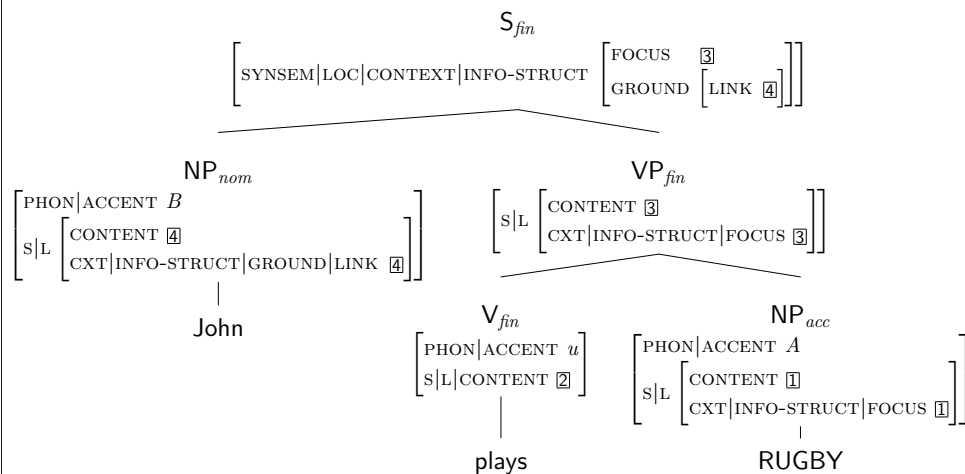 S_fin
SYNSEM|LOC|CONTEXT|INFO-STRUCT
FOCUS 3
GROUND LINK 4
NP_nom
PHON|ACCENT B
S|L
CONTENT 4
CXT|INFO-STRUCT|GROUND|LINK 4
John
VP_fin
S|L
CONTENT 3
CXT|INFO-STRUCT|FOCUS 3
V_fin
PHON|ACCENT u
S|L|CONTENT 2
plays
NP_acc
PHON|ACCENT A
S|L
CONTENT 1
CXT|INFO-STRUCT|FOCUS 1
RUGBY